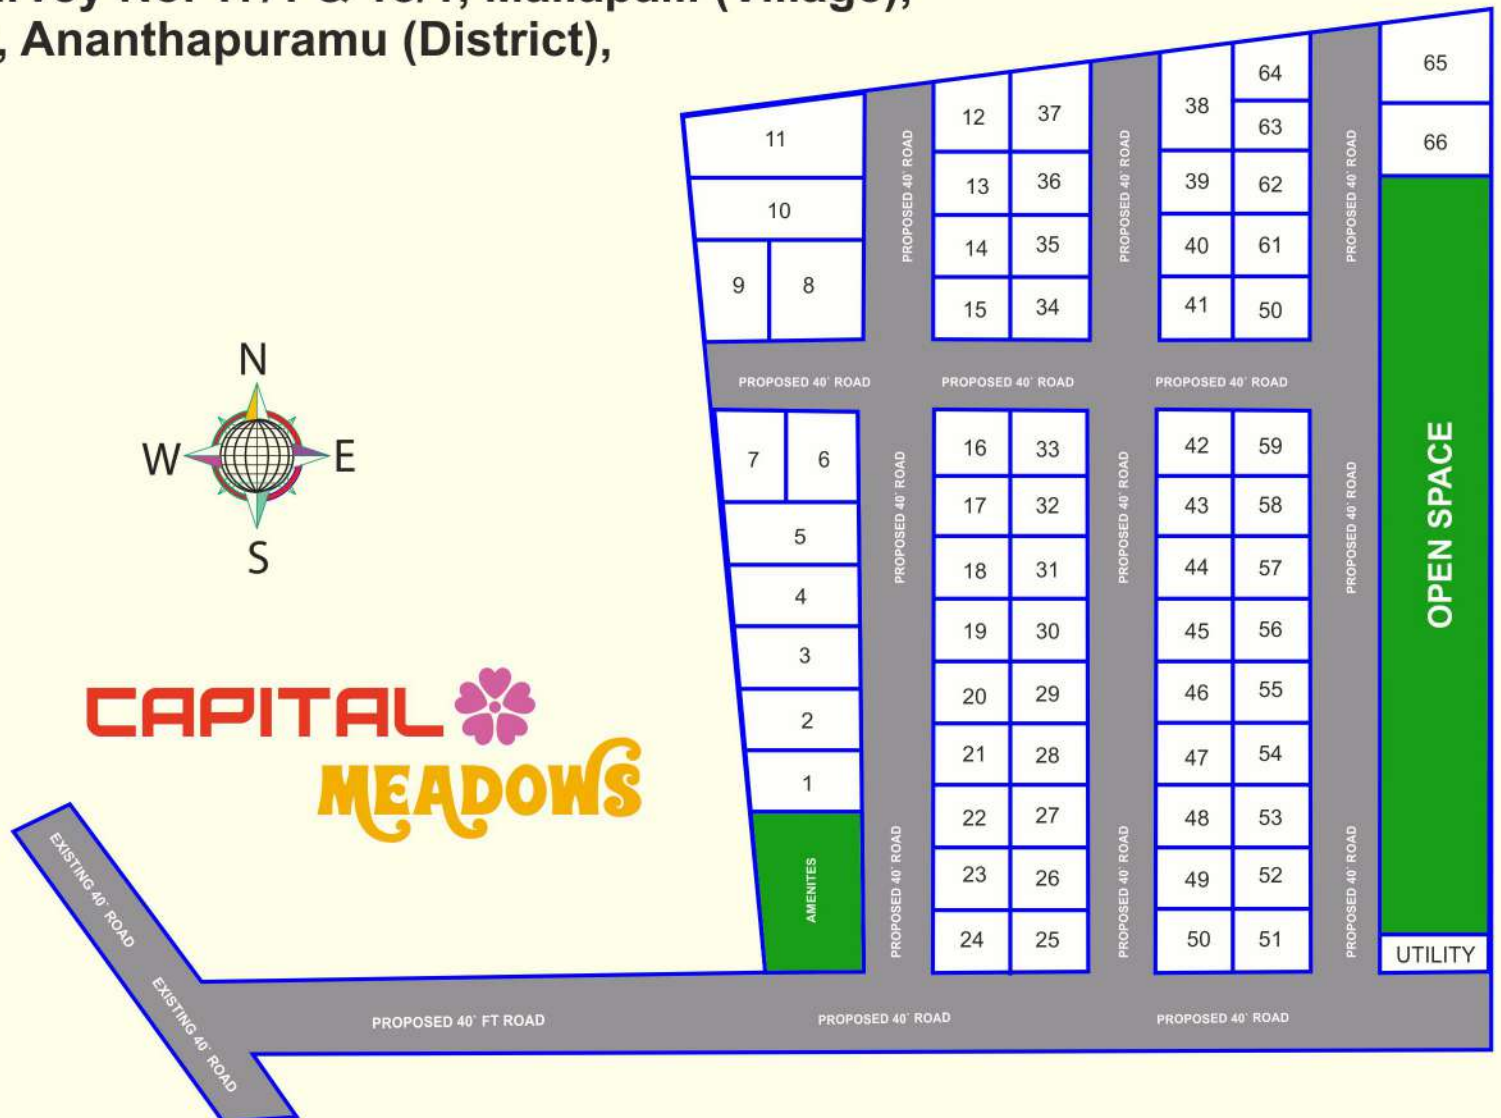 , Ananthapuramu (District),
N
W
E
S
CAPITAL
MEADOWS
11
10
9
8
7
6
5
4
3
2
1
AMENITES
PROPOSED 40` ROAD
PROPOSED 40` ROAD
PROPOSED 40` ROAD
PROPOSED 40` ROAD
12
37
13
36
14
35
15
34
PROPOSED 40` ROAD
16
33
17
32
18
31
19
30
20
29
21
28
22
27
23
26
24
25
PROPOSED 40` ROAD
PROPOSED 40` ROAD
PROPOSED 40` ROAD
38
64
63
39
62
40
61
41
50
PROPOSED 40` ROAD
42
59
43
58
44
57
45
56
46
55
47
54
48
53
49
52
50
51
PROPOSED 40` ROAD
PROPOSED 40` ROAD
PROPOSED 40` ROAD
65
66
OPEN SPACE
UTILITY
EXISTING 40` ROAD
EXISTING 40` ROAD
PROPOSED 40` FT ROAD
PROPOSED 40` ROAD
PROPOSED 40` ROAD